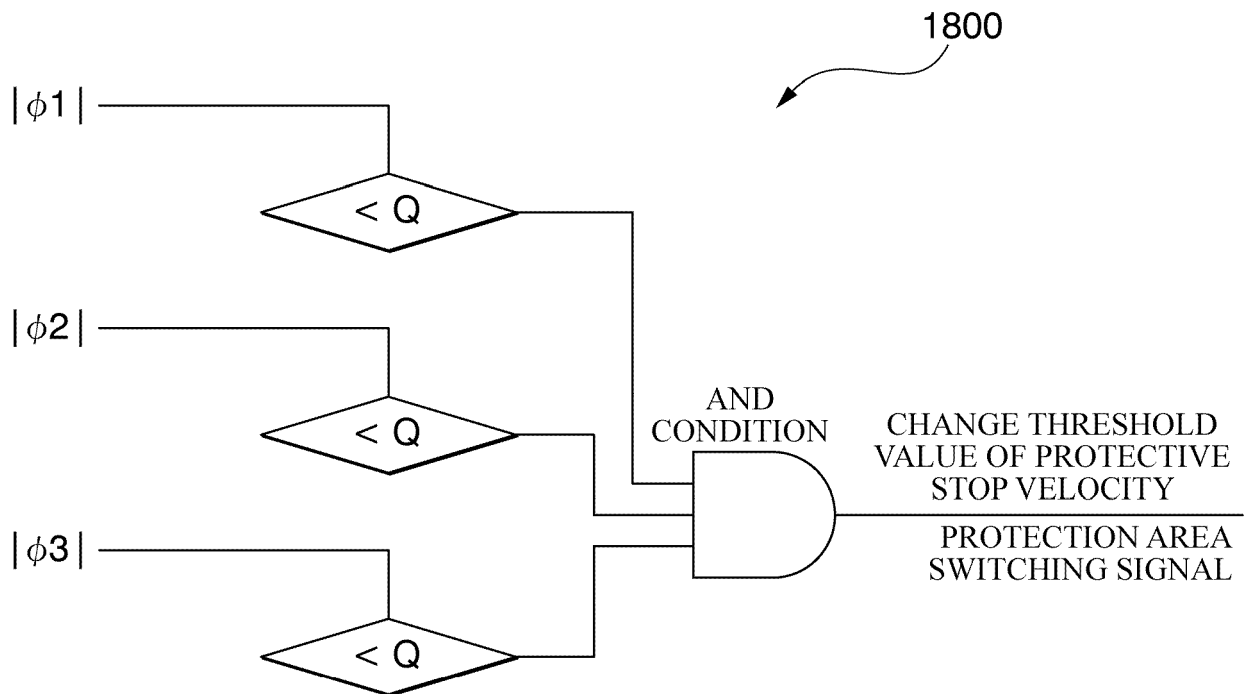 1800
|ϕ1|
< Q
|ϕ2|
< Q
AND
CONDITION
CHANGE THRESHOLD
VALUE OF PROTECTIVE
STOP VELOCITY
PROTECTION AREA
SWITCHING SIGNAL
|ϕ3|
< Q